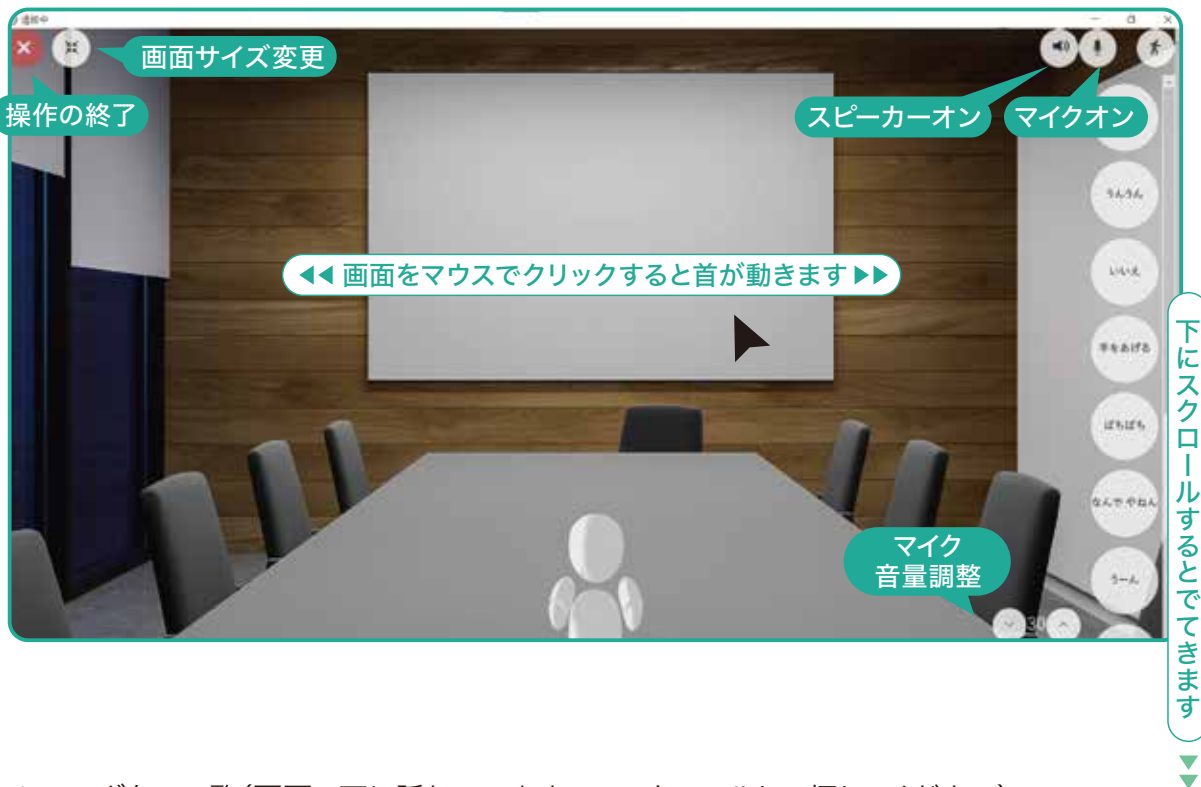 通話中
画面サイズ変更
操作の終了
スピーカーオン
マイクオン
うんうん
いいえ
手をあげる
ぱちぱち
なんでやねん
うーん
画面をマウスでクリックすると首が動きます
マイク
音量調整
30
下にスクロールするとでてきます